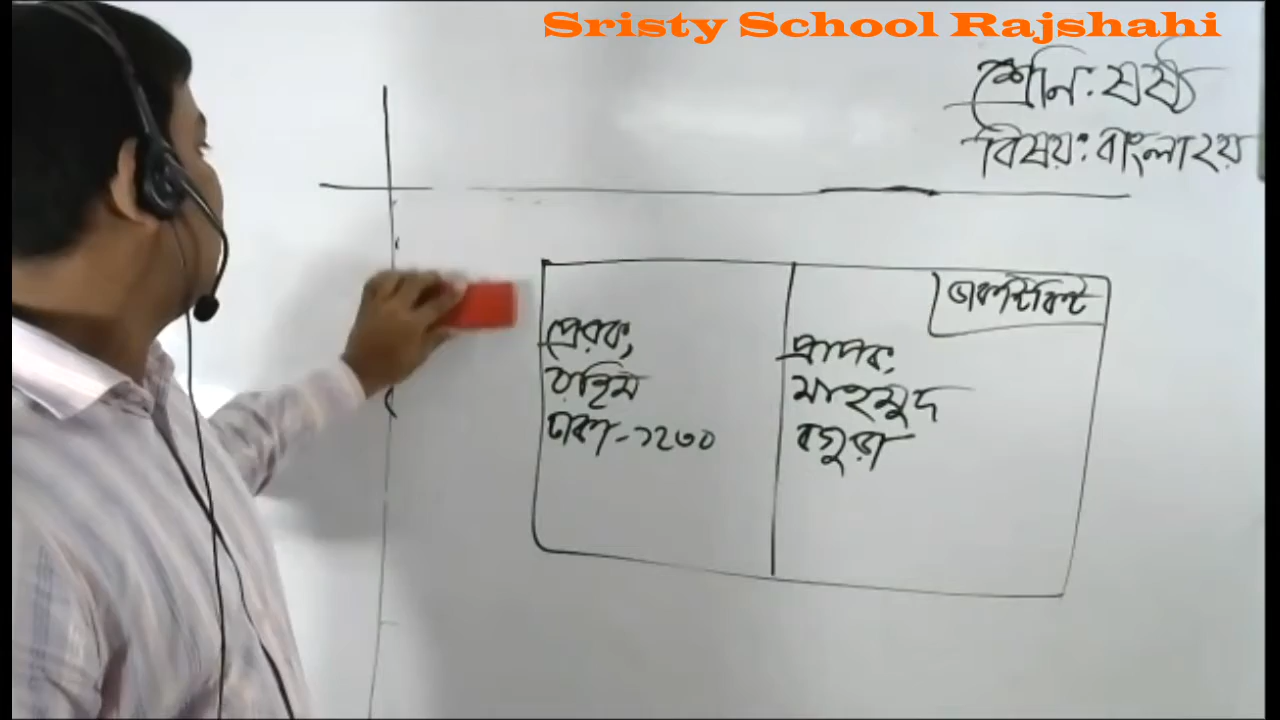 Sristy School Rajshahi
শ্রেনি: ষষ্ঠ
বিষয়: বাংলা ২য়
ডাকটিকিট
প্রেরক,
রহিম
ঢাকা-১২৩০
প্রাপক,
মাহমুদ
বগুড়া